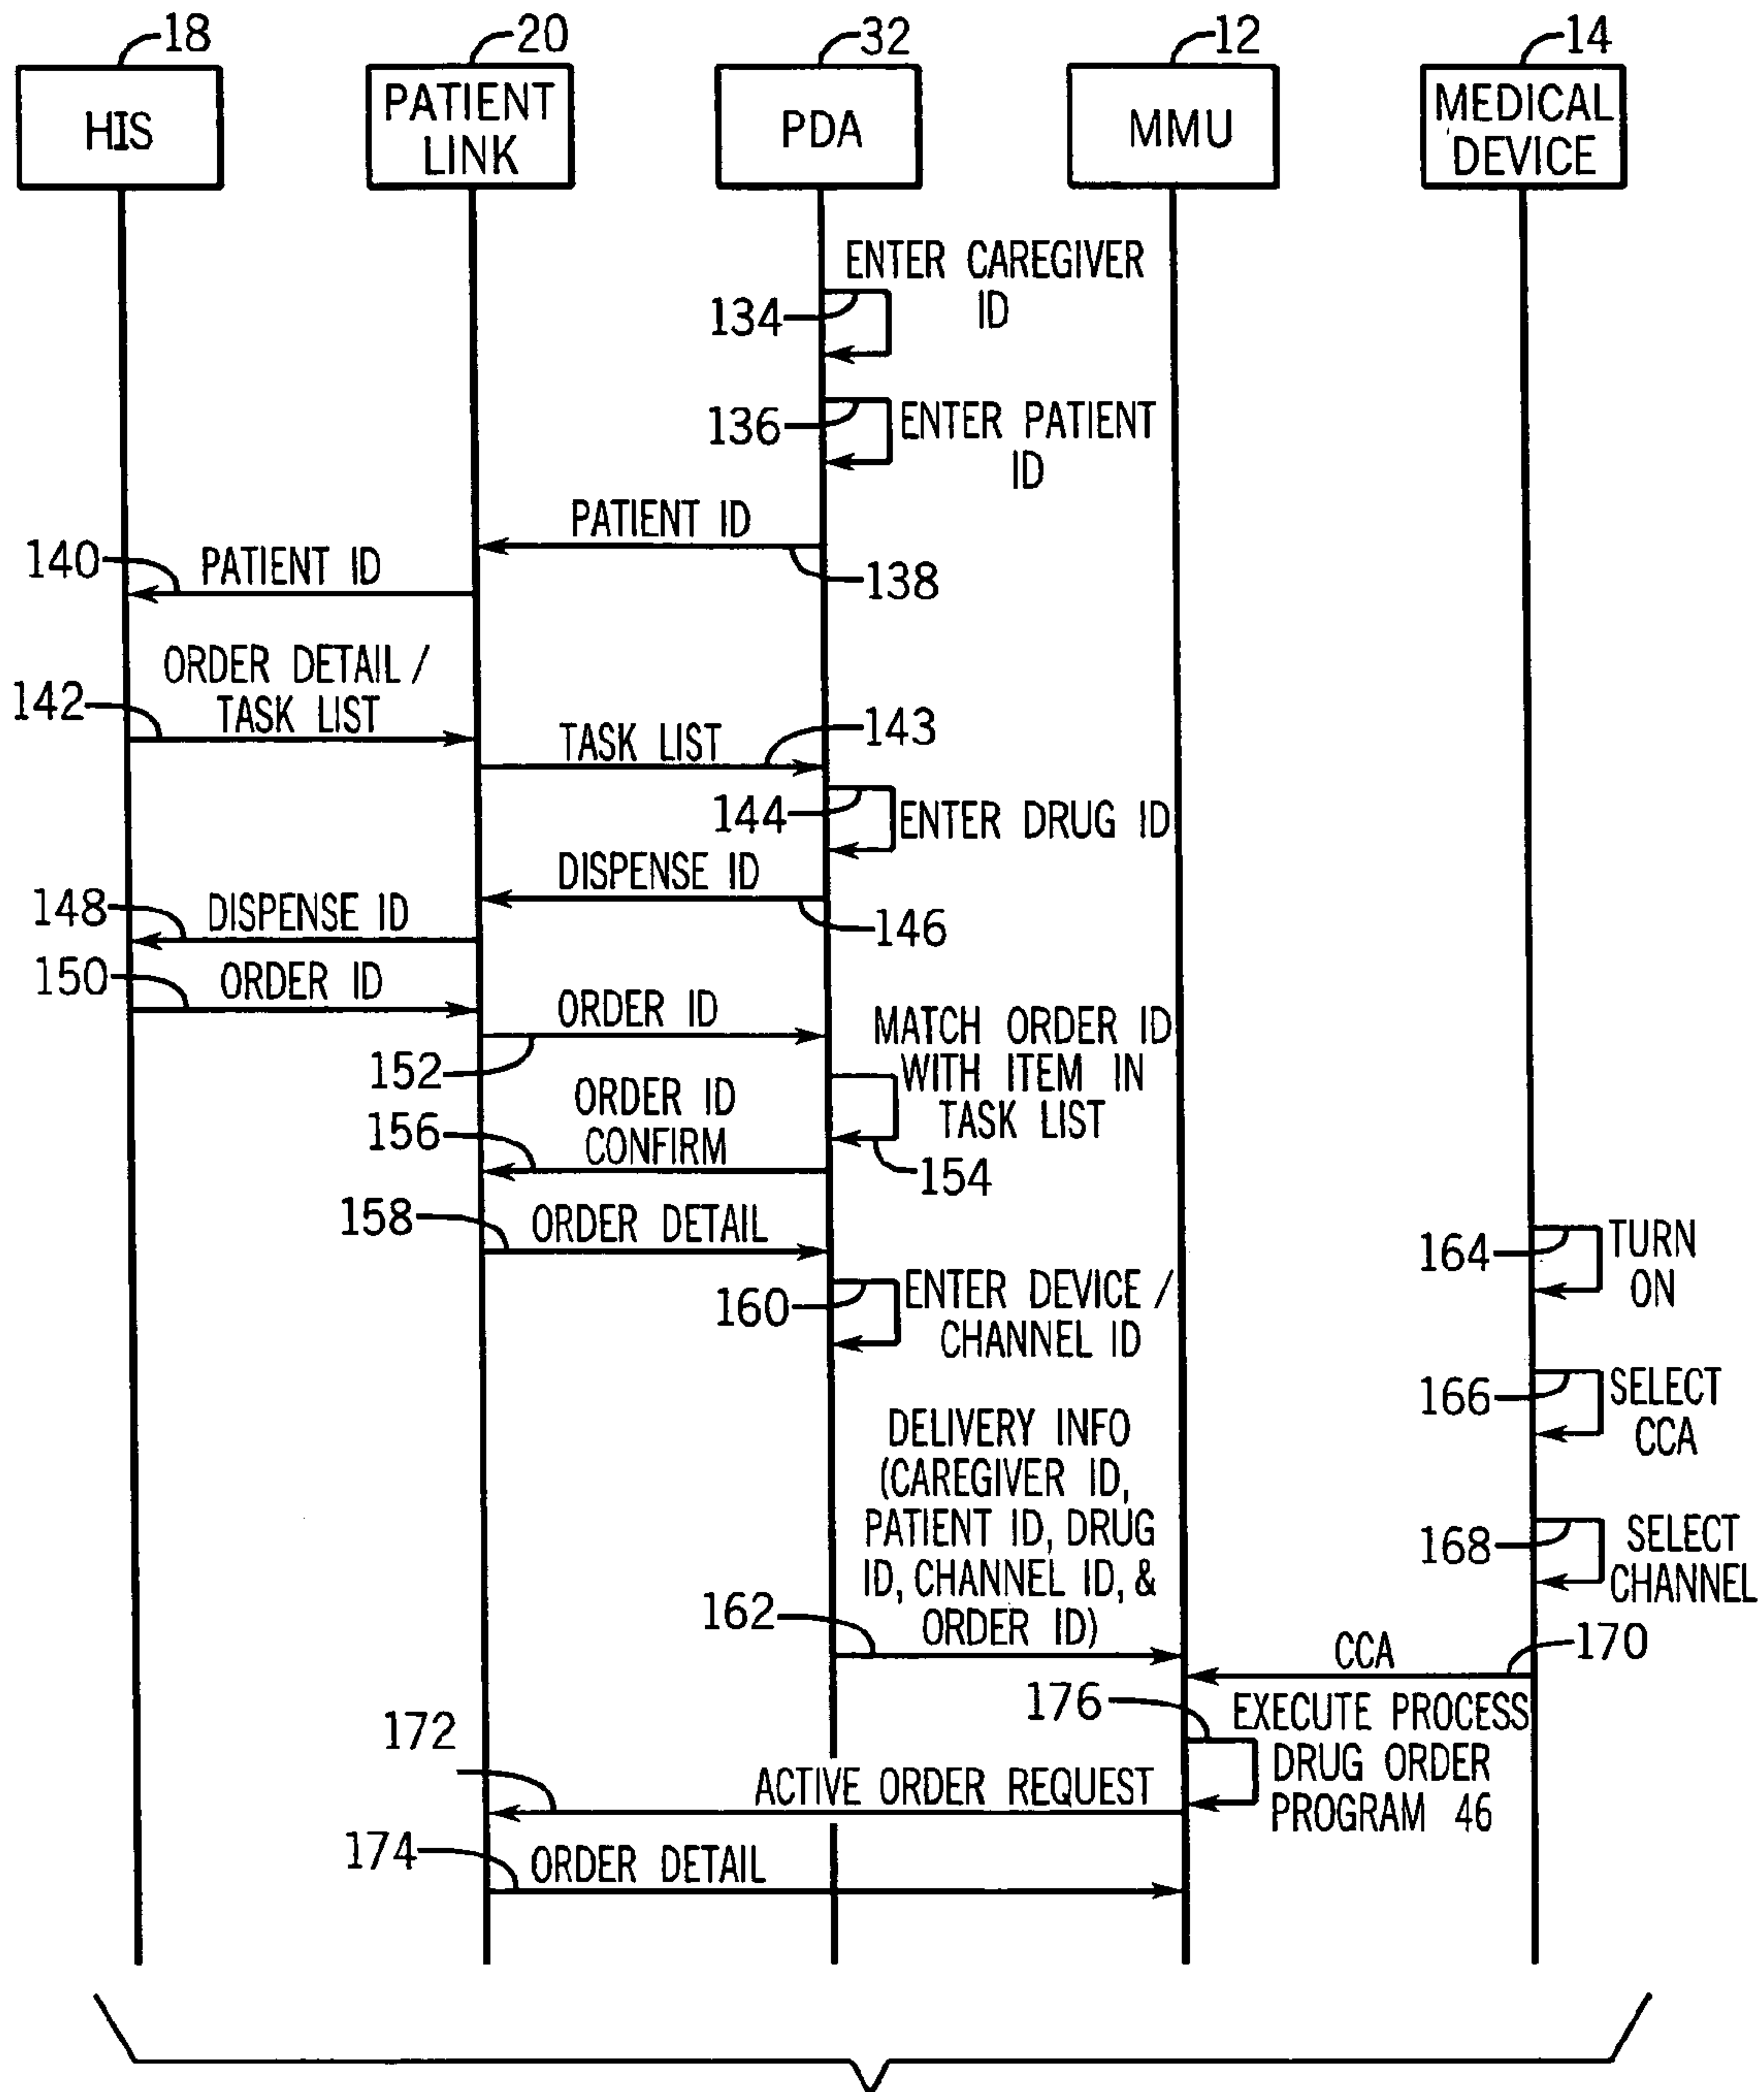 18
20
32
12
14
HIS
PATIENT
LINK
PDA
MMU
MEDICAL
DEVICE
ENTER CAREGIVER
ID
134
136
ENTER PATIENT
ID
PATIENT ID
138
140
PATIENT ID
ORDER DETAIL /
TASK LIST
142
TASK LIST
143
144
ENTER DRUG ID
DISPENSE ID
146
148
DISPENSE ID
150
ORDER ID
ORDER ID
152
MATCH ORDER ID
WITH ITEM IN
TASK LIST
154
ORDER ID
CONFIRM
156
158
ORDER DETAIL
164
TURN
ON
160
ENTER DEVICE /
CHANNEL ID
166
SELECT
CCA
DELIVERY INFO
(CAREGIVER ID,
PATIENT ID, DRUG
ID, CHANNEL ID, &
ORDER ID)
162
168
SELECT
CHANNEL
CCA
170
176
EXECUTE PROCESS
DRUG ORDER
PROGRAM 46
172
ACTIVE ORDER REQUEST
174
ORDER DETAIL